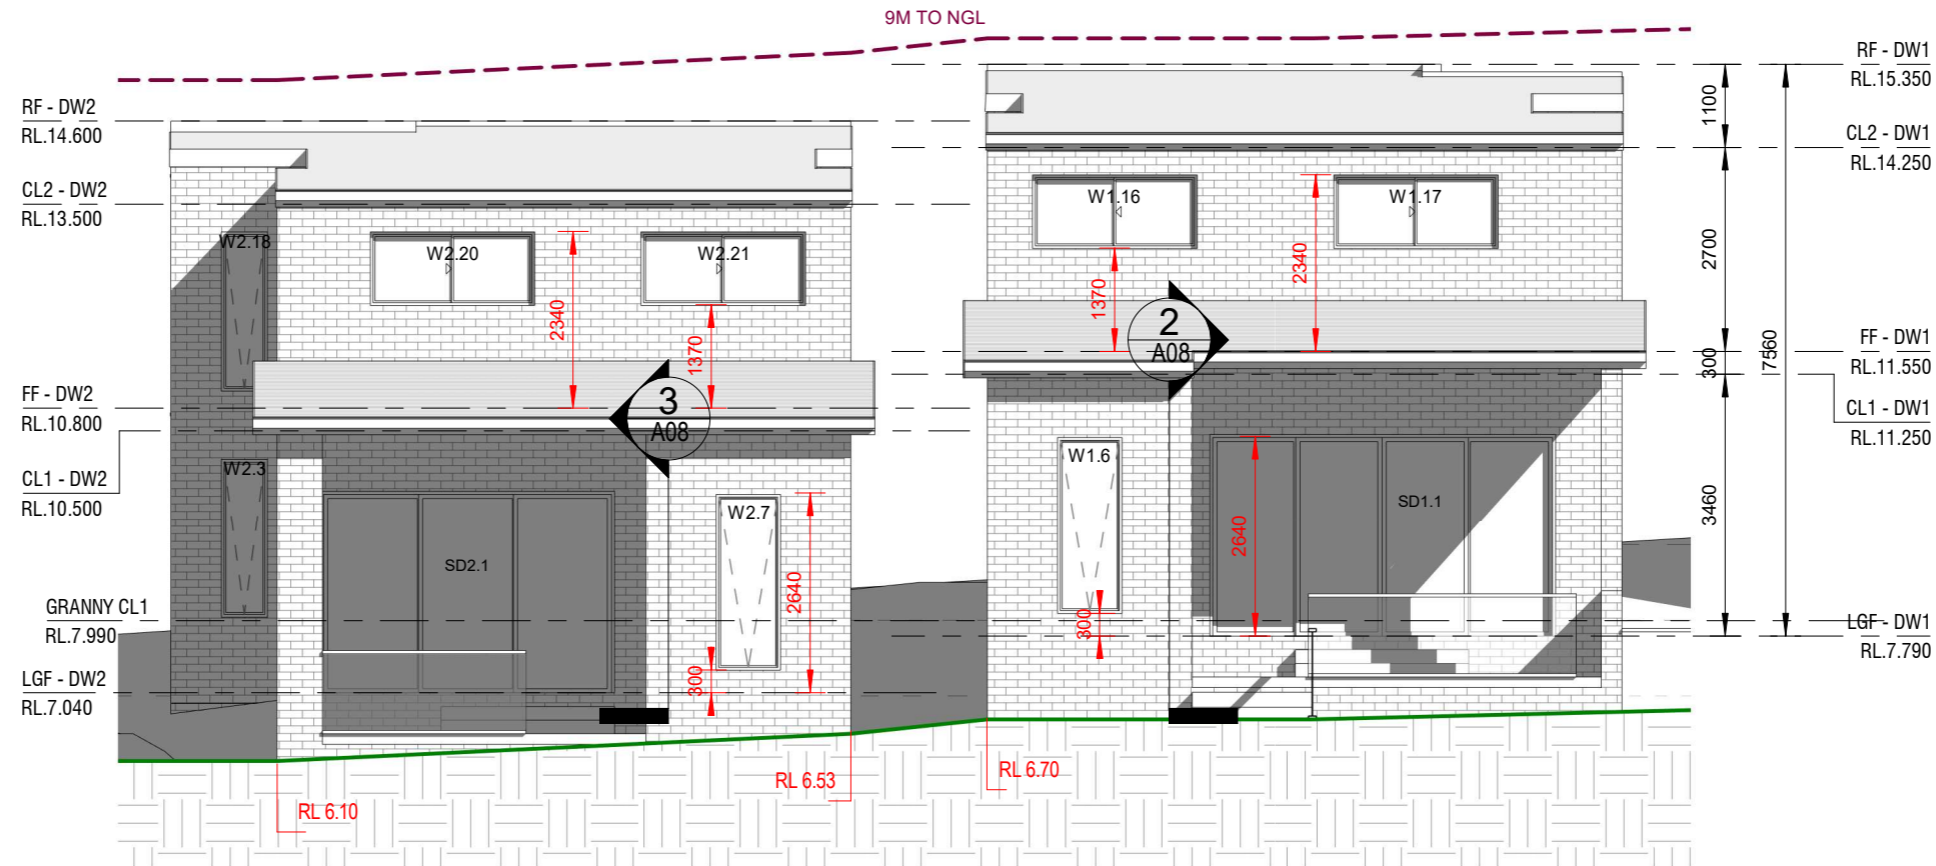 9M TO NGL
RF - DW2
RL.14.600
CL2 - DW2
RL.13.500
FF - DW2
RL.10.800
CL1 - DW2
RL.10.500
GRANNY CL1
RL.7.990
LGF - DW2
RL.7.040
W2.18
W2.20
W2.21
2340
1370
3
A08
W2.3
SD2.1
W2.7
2640
300
RL 6.10
RL 6.53
RL 6.70
W1.16
W1.17
1370
2340
2
A08
W1.6
SD1.1
2640
300
1100
2700
300
3460
7560
RF - DW1
RL.15.350
CL2 - DW1
RL.14.250
FF - DW1
RL.11.550
CL1 - DW1
RL.11.250
LGF - DW1
RL.7.790